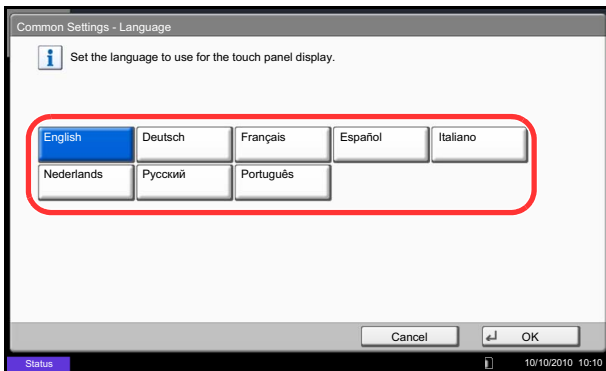 Common Settings - Language
Set the language to use for the touch panel display.
English Deutsch Français Español Italiano
Nederlands Русский Português
Cancel OK
Status 10/10/2010 10:10